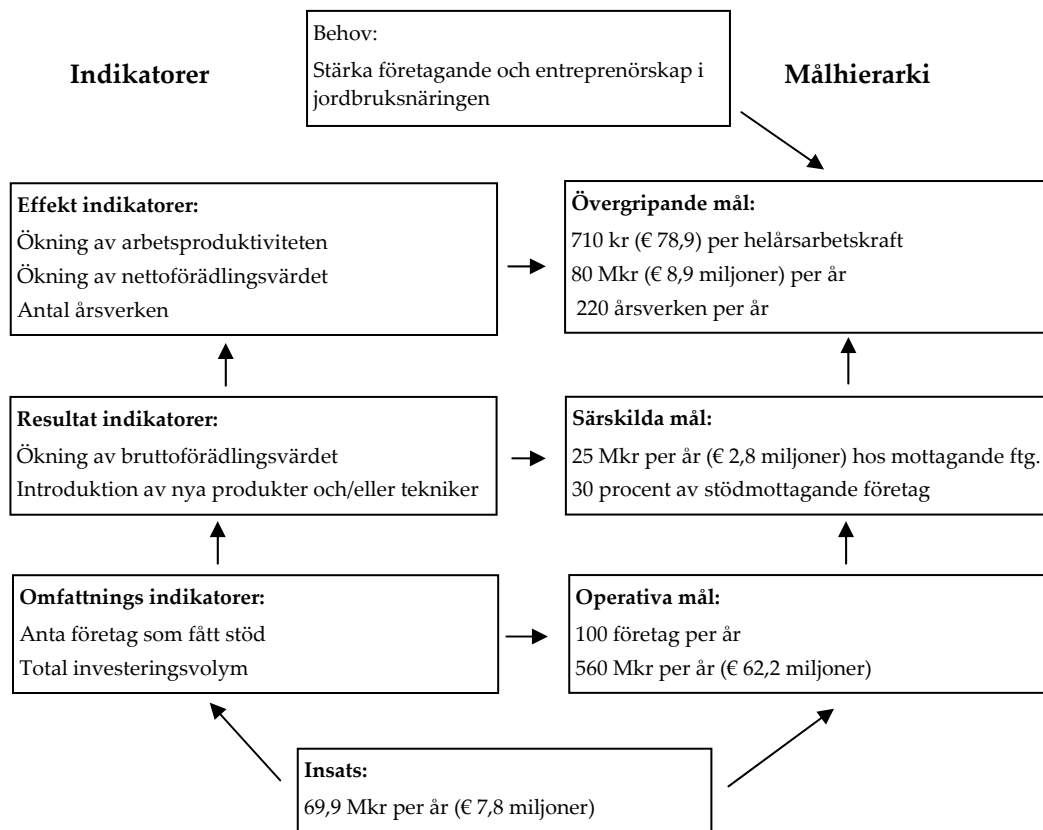 Behov:
Stärka företagande och entreprenörskap i
jordbruksnäringen
Indikatorer
Målhierarki
Effekt indikatorer:
Ökning av arbetsproduktiviteten
Ökning av nettoförädlingsvärdet
Antal årsverken
Övergripande mål:
710 kr (€ 78,9) per helårsarbetskraft
80 Mkr (€ 8,9 miljoner) per år
220 årsverken per år
Resultat indikatorer:
Ökning av bruttoförädlingsvärdet
Introduktion av nya produkter och/eller tekniker
Särskilda mål:
25 Mkr per år (€ 2,8 miljoner) hos mottagande ftg.
30 procent av stödmottagande företag
Omfattnings indikatorer:
Anta företag som fått stöd
Total investeringsvolym
Operativa mål:
100 företag per år
560 Mkr per år (€ 62,2 miljoner)
Insats:
69,9 Mkr per år (€ 7,8 miljoner)